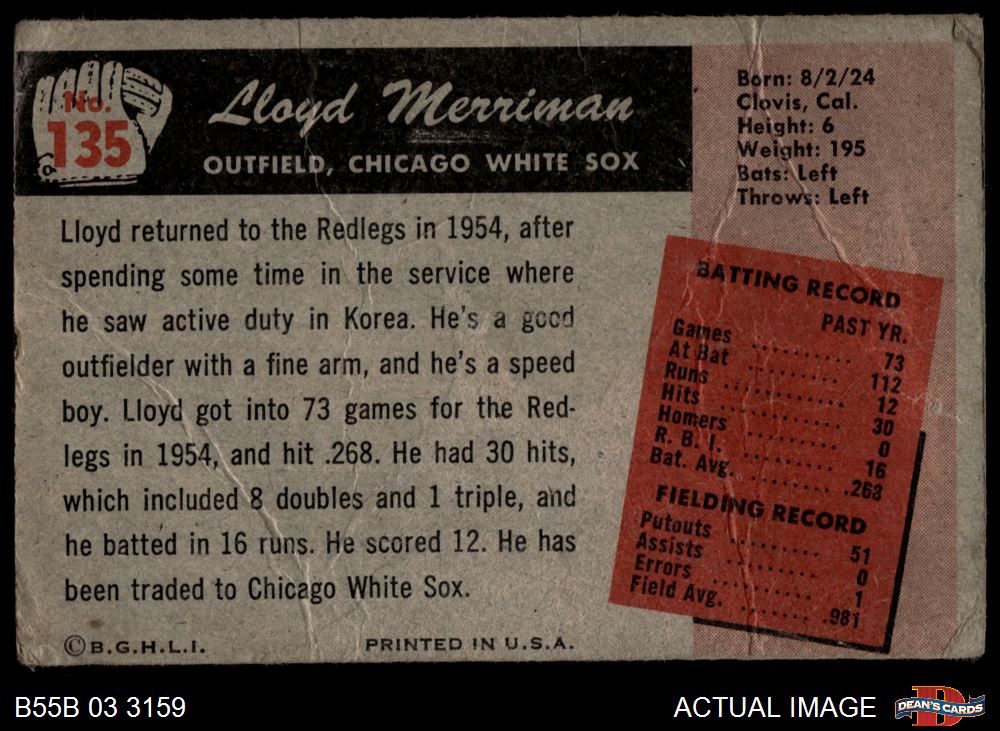 No.
135
Lloyd Merriman
OUTFIELD, CHICAGO WHITE SOX
Lloyd returned to the Redlegs in 1954, after
spending some time in the service where
he saw active duty in Korea. He's a good
outfielder with a fine arm, and he's a speed
boy. Lloyd got into 73 games for the Red-
legs in 1954, and hit .268. He had 30 hits,
which included 8 doubles and 1 triple, and
he batted in 16 runs. He scored 12. He has
been traded to Chicago White Sox.
©B.G.H.L.I. PRINTED IN U.S.A.
Born: 8/2/24
Clovis, Cal.
Height: 6
Weight: 195
Bats: Left
Throws: Left
BATTING RECORD
PAST YR.
Games .......... 73
At Bat ......... 112
Runs ............ 12
Hits ............ 30
Homers .......... 0
R. B. I. ......... 16
Bat. Avg. ....... .268
FIELDING RECORD
Putouts ......... 51
Assists ......... 0
Errors .......... 1
Field Avg. ....... .981
B55B 03 3159
ACTUAL IMAGE
D
DEAN'S CARDS